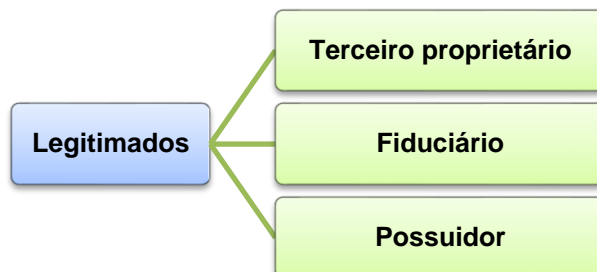 Terceiro proprietário
Legitimados
Fiduciário
Possuidor